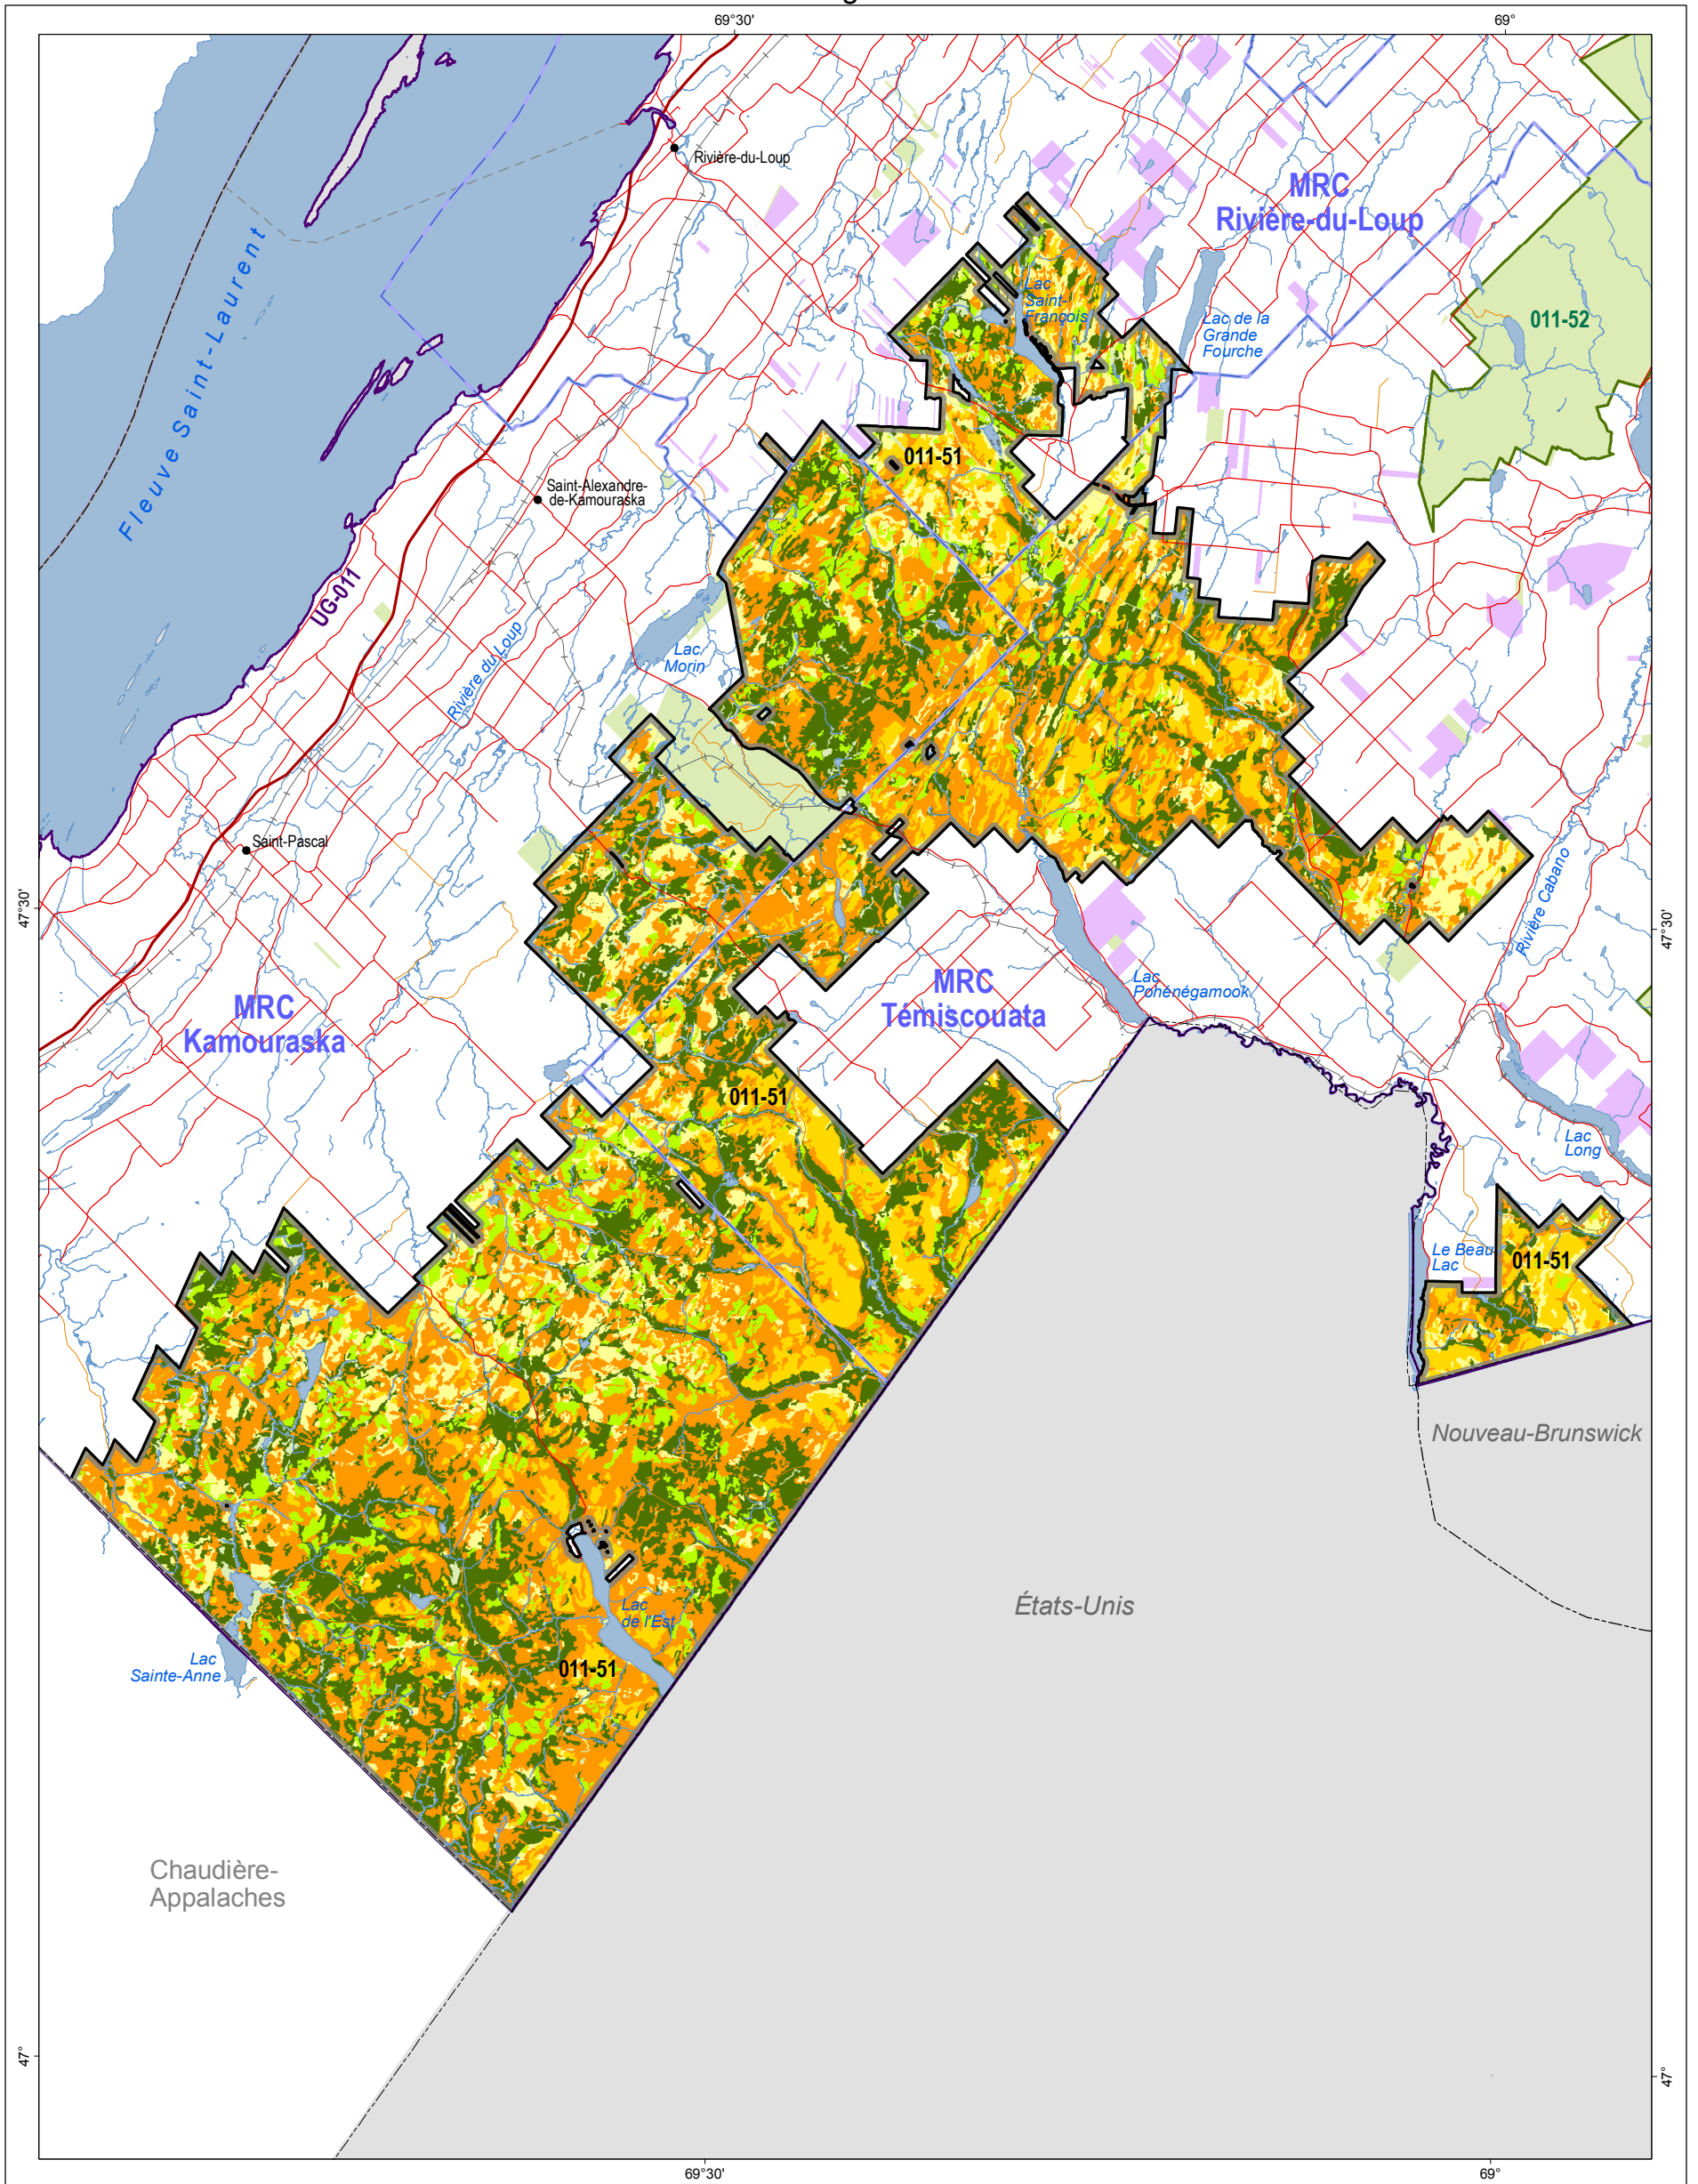 69°30'
69°
Rivière-du-Loup
MRC
Rivière-du-Loup
Fleuve Saint-Laurent
Lac
Saint-
François
Lac de la
Grande
Fourche
011-52
011-51
Saint-Alexandre-
de-Kamouraska
UG-011
Rivière du Loup
Lac
Morin
Saint-Pascal
47°30'
47°30'
Rivière Cabano
MRC
Kamouraska
MRC
Témiscouata
Lac
Pohénégamook
011-51
Lac
Long
Le Beau
Lac
011-51
Nouveau-Brunswick
États-Unis
Lac
de l'Est
Lac
Sainte-Anne
011-51
Chaudière-
Appalaches
47°
47°
69°30'
69°